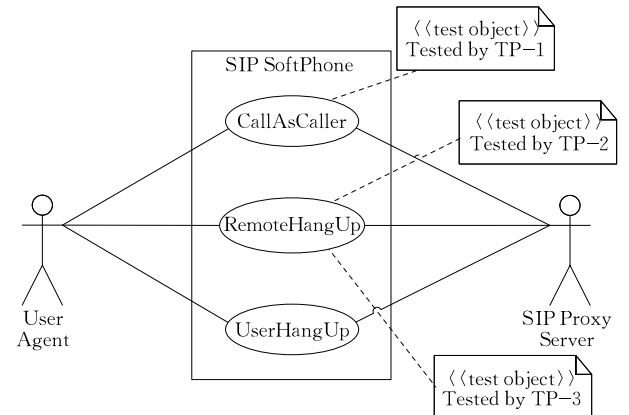 〈〈test object〉〉
Tested by TP−1
SIP SoftPhone
CallAsCaller
〈〈test object〉〉
Tested by TP−2
RemoteHangUp
User
Agent
SIP Proxy
Server
UserHangUp
〈〈test object〉〉
Tested by TP−3